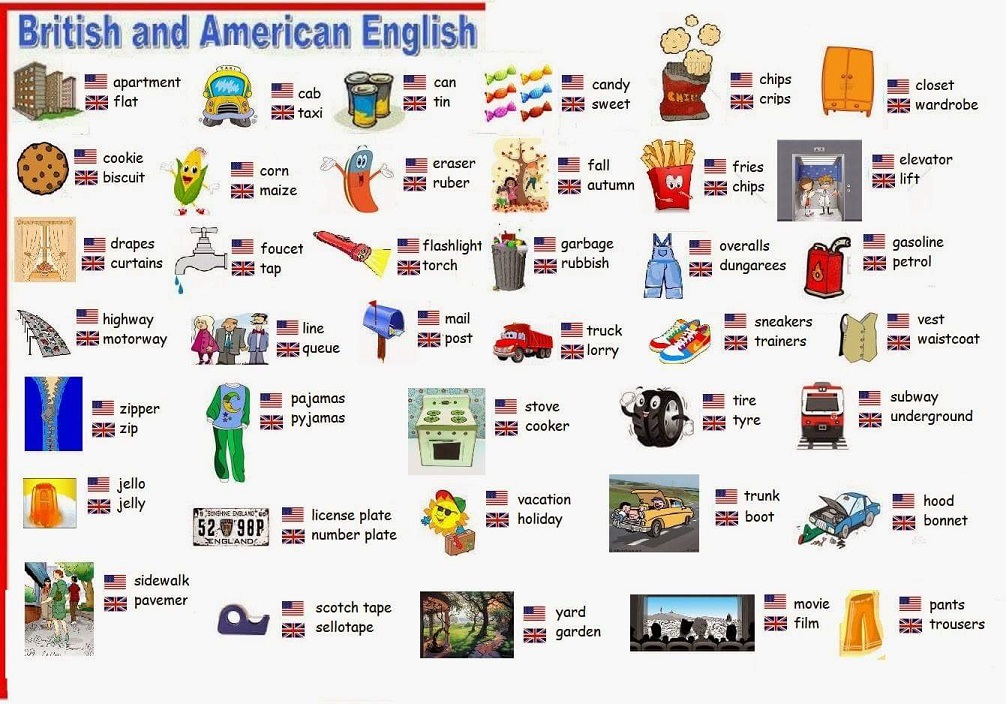 British and American English
apartment
flat
TAXI
cab
taxi
can
tin
candy
sweet
CHIPS
chips
crips
closet
wardrobe
cookie
biscuit
corn
maize
eraser
ruber
fall
autumn
fries
chips
elevator
lift
drapes
curtains
foucet
tap
flashlight
torch
garbage
rubbish
overalls
dungarees
gasoline
petrol
highway
motorway
line
queue
mail
post
truck
lorry
sneakers
trainers
vest
waistcoat
zipper
zip
pajamas
pyjamas
stove
cooker
tire
tyre
subway
underground
jello
jelly
SUNSHINE ENGLAND
52 98P
ENGLAND
license plate
number plate
vacation
holiday
trunk
boot
hood
bonnet
sidewalk
pavemer
scotch tape
sellotape
yard
garden
movie
film
pants
trousers